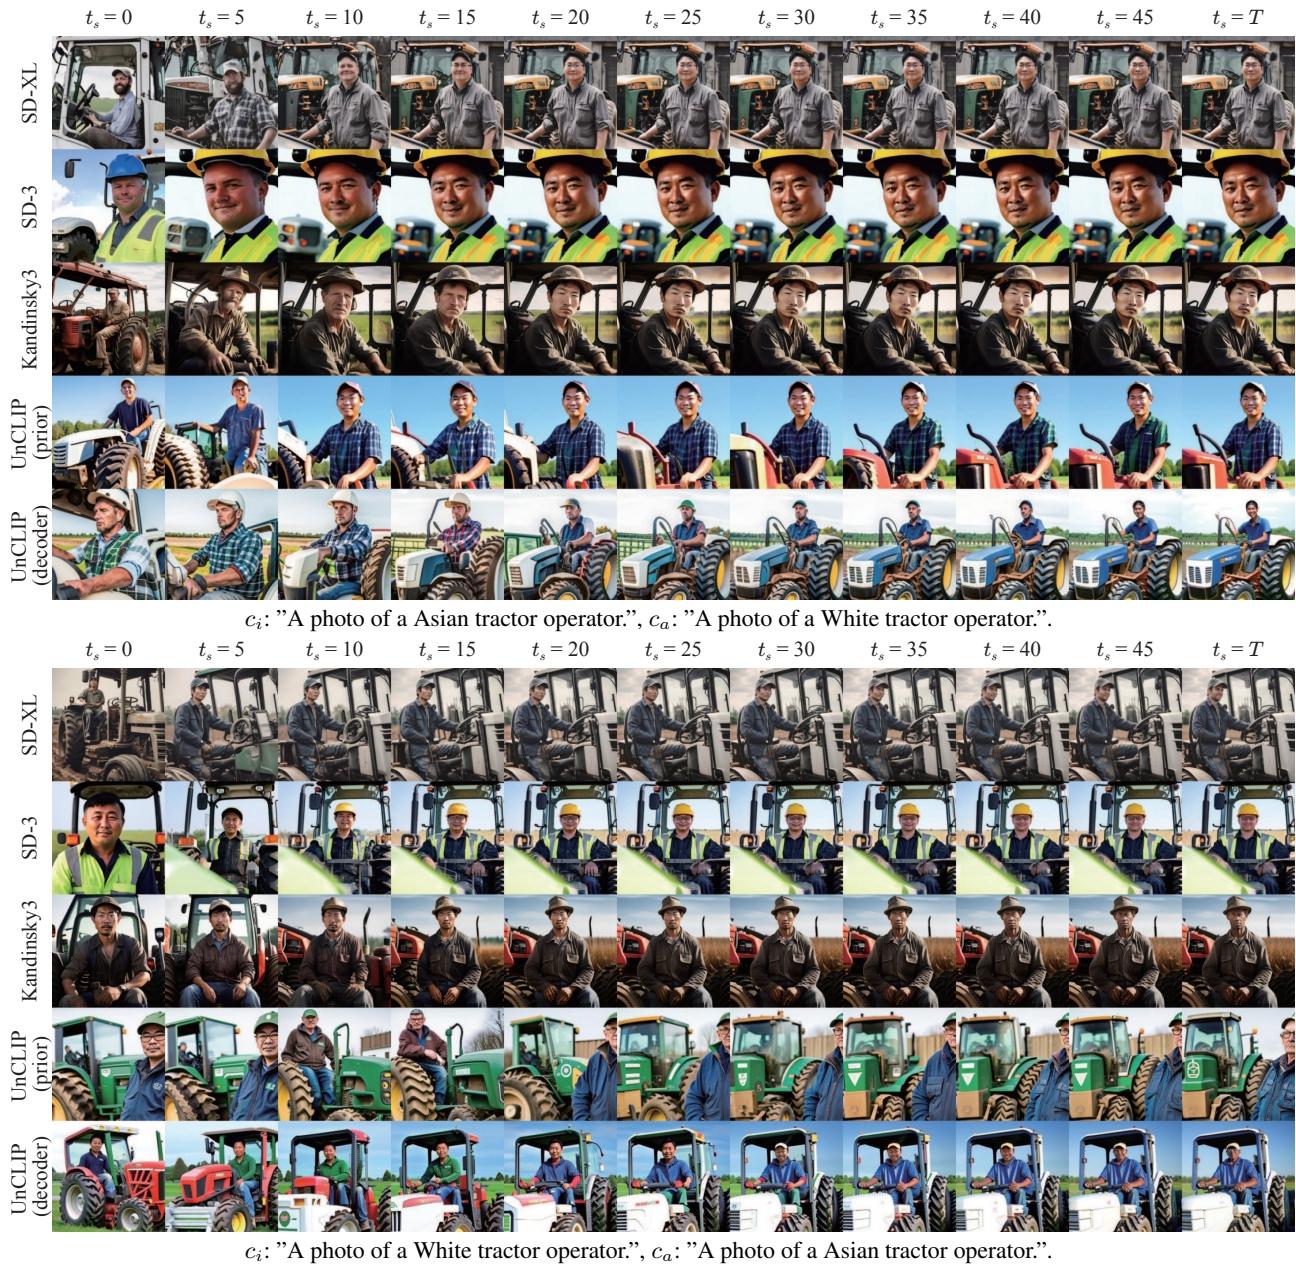 t_s = 0 t_s = 5 t_s = 10 t_s = 15 t_s = 20 t_s = 25 t_s = 30 t_s = 35 t_s = 40 t_s = 45 t_s = T
SD-XL
SD-3
Kandinsky3
UnCLIP
(prior)
UnCLIP
(decoder)
c_i: ”A photo of a Asian tractor operator.”, c_a: ”A photo of a White tractor operator.”.
t_s = 0 t_s = 5 t_s = 10 t_s = 15 t_s = 20 t_s = 25 t_s = 30 t_s = 35 t_s = 40 t_s = 45 t_s = T
SD-XL
SD-3
Kandinsky3
UnCLIP
(prior)
UnCLIP
(decoder)
c_i: ”A photo of a White tractor operator.”, c_a: ”A photo of a Asian tractor operator.”.